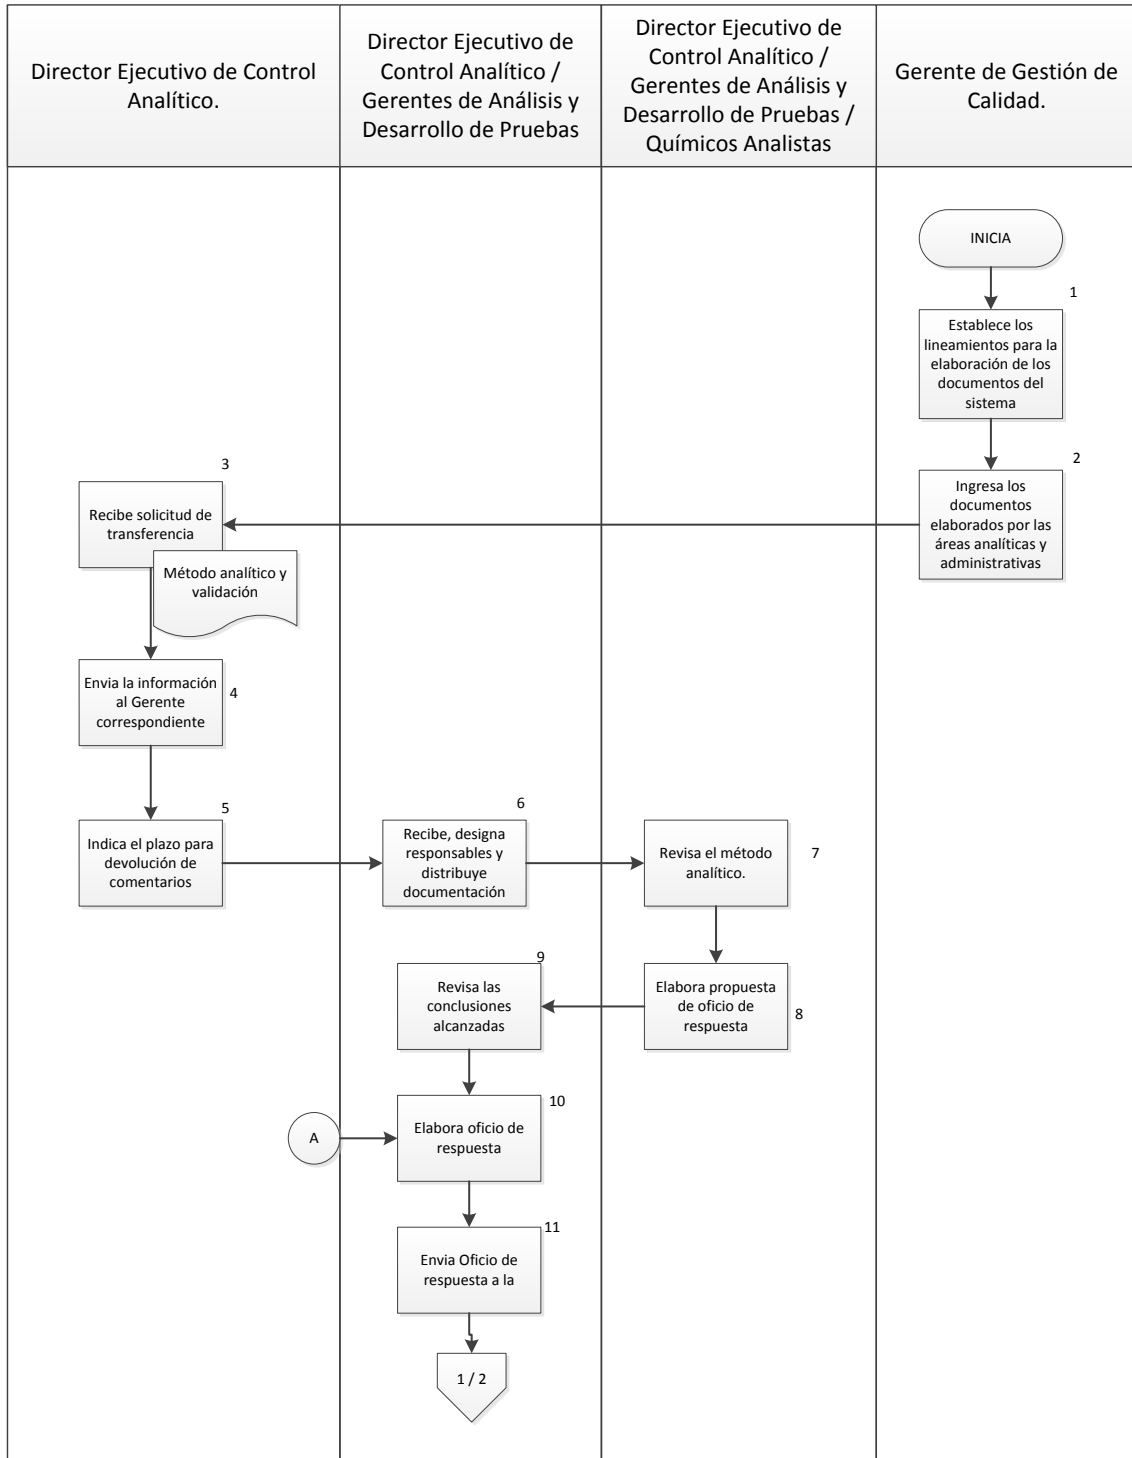 Director Ejecutivo de Control
Analítico.
Director Ejecutivo de
Control Analítico /
Gerentes de Análisis y
Desarrollo de Pruebas
Director Ejecutivo de
Control Analítico /
Gerentes de Análisis y
Desarrollo de Pruebas /
Químicos Analistas
Gerente de Gestión de
Calidad.
INICIA
1
Establece los
lineamientos para la
elaboración de los
documentos del
sistema
2
Ingresa los
documentos
elaborados por las
áreas analíticas y
administrativas
3
Recibe solicitud de
transferencia
Método analítico y
validación
Envia la información
al Gerente
correspondiente
4
5
Indica el plazo para
devolución de
comentarios
6
Recibe, designa
responsables y
distribuye
documentación
Revisa el método
analítico.
7
Elabora propuesta
de oficio de
respuesta
8
9
Revisa las
conclusiones
alcanzadas
10
Elabora oficio de
respuesta
A
11
Envia Oficio de
respuesta a la
1 / 2